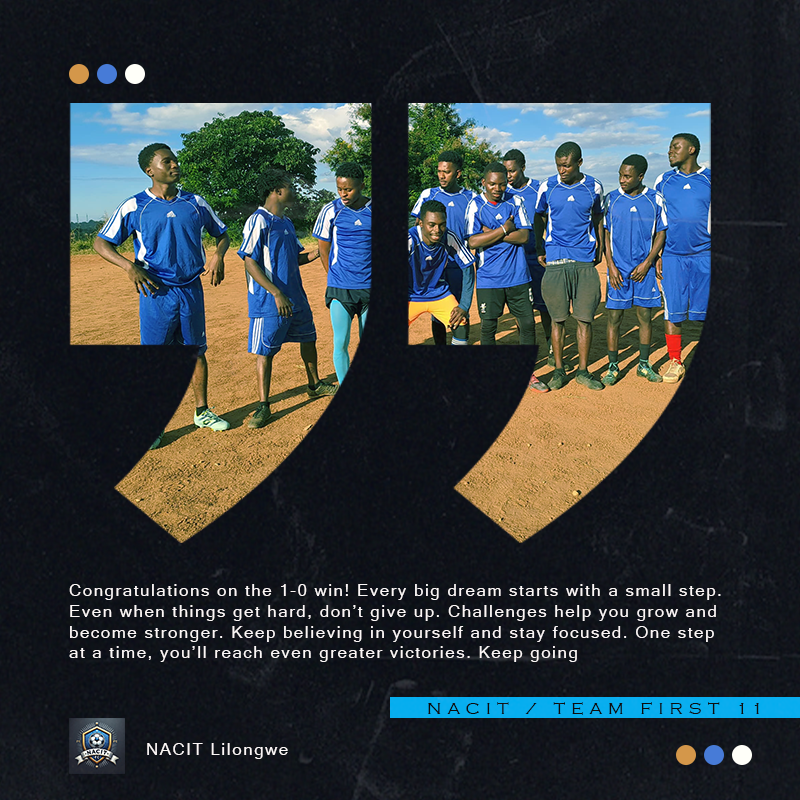 Congratulations on the 1-0 win! Every big dream starts with a small step.
Even when things get hard, don’t give up. Challenges help you grow and
become stronger. Keep believing in yourself and stay focused. One step
at a time, you’ll reach even greater victories. Keep going
NACIT / TEAM FIRST 11
NACIT
NACIT Lilongwe